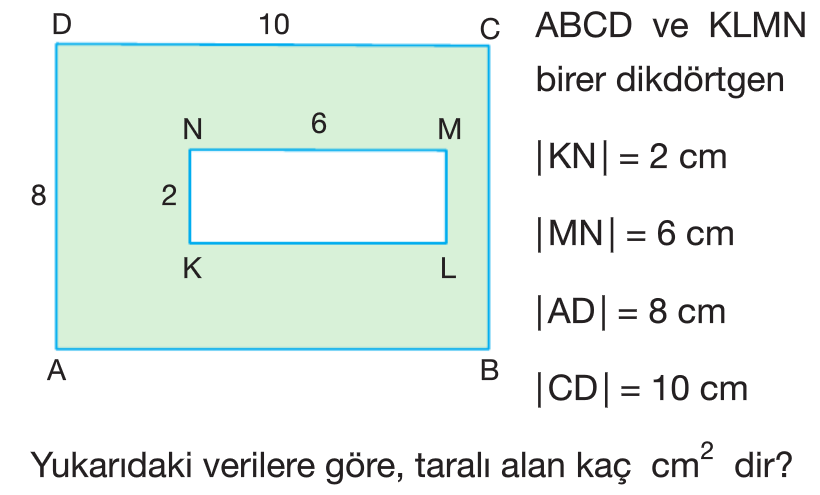 D 10 C
N 6 M
8 2
K L
A B
ABCD ve KLMN
birer dikdörtgen
|KN| = 2 cm
|MN| = 6 cm
|AD| = 8 cm
|CD| = 10 cm
Yukarıdaki verilere göre, taralı alan kaç cm² dir?